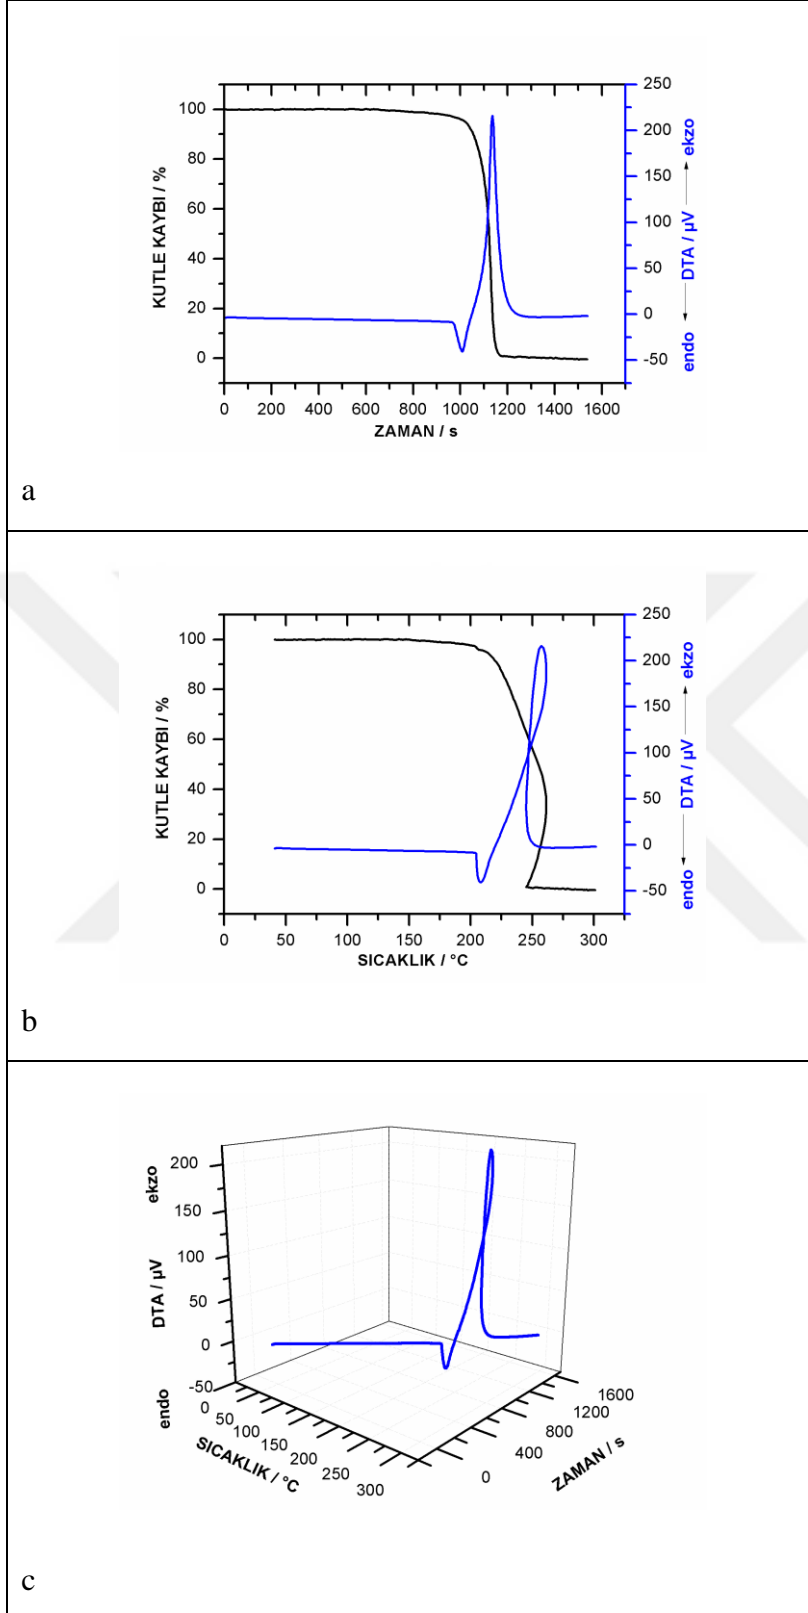 100
80
60
40
20
0
KUTLE KAYBI / %
250
200
150
100
50
0
-50
endo DTA / µV ekzo
0 200 400 600 800 1000 1200 1400 1600
ZAMAN / s
a
100
80
60
40
20
0
KUTLE KAYBI / %
250
200
150
100
50
0
-50
endo DTA / µV ekzo
0 50 100 150 200 250 300
SICAKLIK / °C
b
200
150
100
50
0
-50
endo DTA / µV ekzo
0 50 100 150 200 250 300
SICAKLIK / °C
0 400 800 1200 1600
ZAMAN / s
c